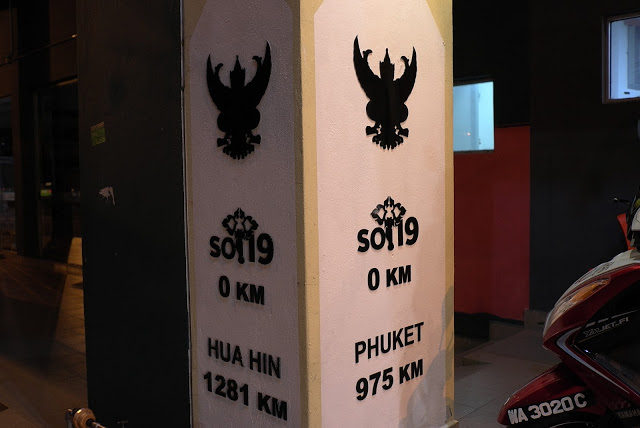 soi19
0 KM
HUA HIN
1281 KM
soi19
0 KM
PHUKET
975 KM
WA 3020 C